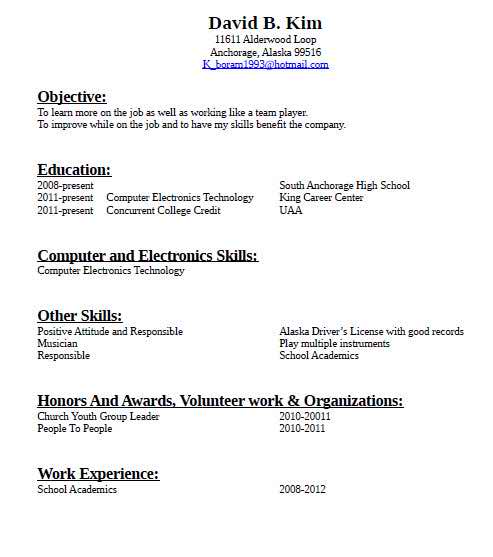 David B. Kim
11611 Alderwood Loop
Anchorage, Alaska 99516
K_boram1993@hotmail.com
Objective:
To learn more on the job as well as working like a team player.
To improve while on the job and to have my skills benefit the company.
Education:
2008-present South Anchorage High School
2011-present Computer Electronics Technology King Career Center
2011-present Concurrent College Credit UAA
Computer and Electronics Skills:
Computer Electronics Technology
Other Skills:
Positive Attitude and Responsible Alaska Driver's License with good records
Musician Play multiple instruments
Responsible School Academics
Honors And Awards, Volunteer work & Organizations:
Church Youth Group Leader 2010-20011
People To People 2010-2011
Work Experience:
School Academics 2008-2012